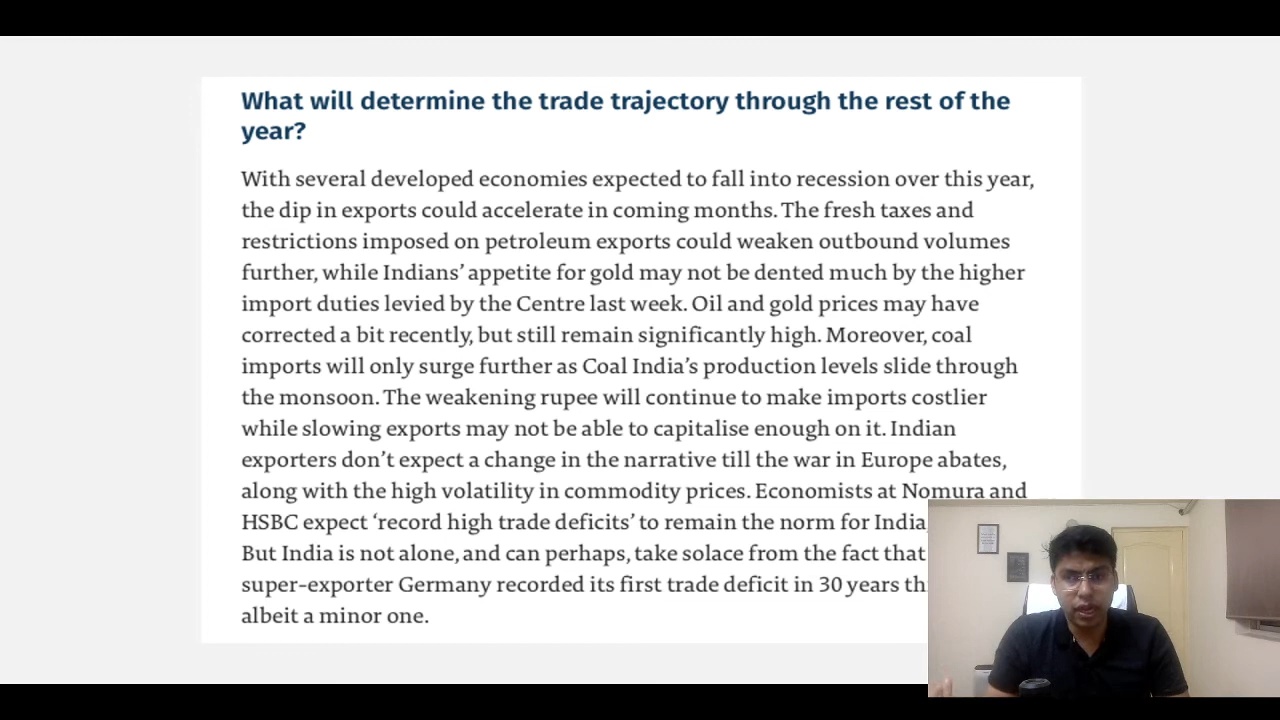 What will determine the trade trajectory through the rest of the
year?
With several developed economies expected to fall into recession over this year,
the dip in exports could accelerate in coming months. The fresh taxes and
restrictions imposed on petroleum exports could weaken outbound volumes
further, while Indians’ appetite for gold may not be dented much by the higher
import duties levied by the Centre last week. Oil and gold prices may have
corrected a bit recently, but still remain significantly high. Moreover, coal
imports will only surge further as Coal India’s production levels slide through
the monsoon. The weakening rupee will continue to make imports costlier
while slowing exports may not be able to capitalise enough on it. Indian
exporters don’t expect a change in the narrative till the war in Europe abates,
along with the high volatility in commodity prices. Economists at Nomura and
HSBC expect ‘record high trade deficits’ to remain the norm for India,
But India is not alone, and can perhaps, take solace from the fact that
super-exporter Germany recorded its first trade deficit in 30 years
albeit a minor one.